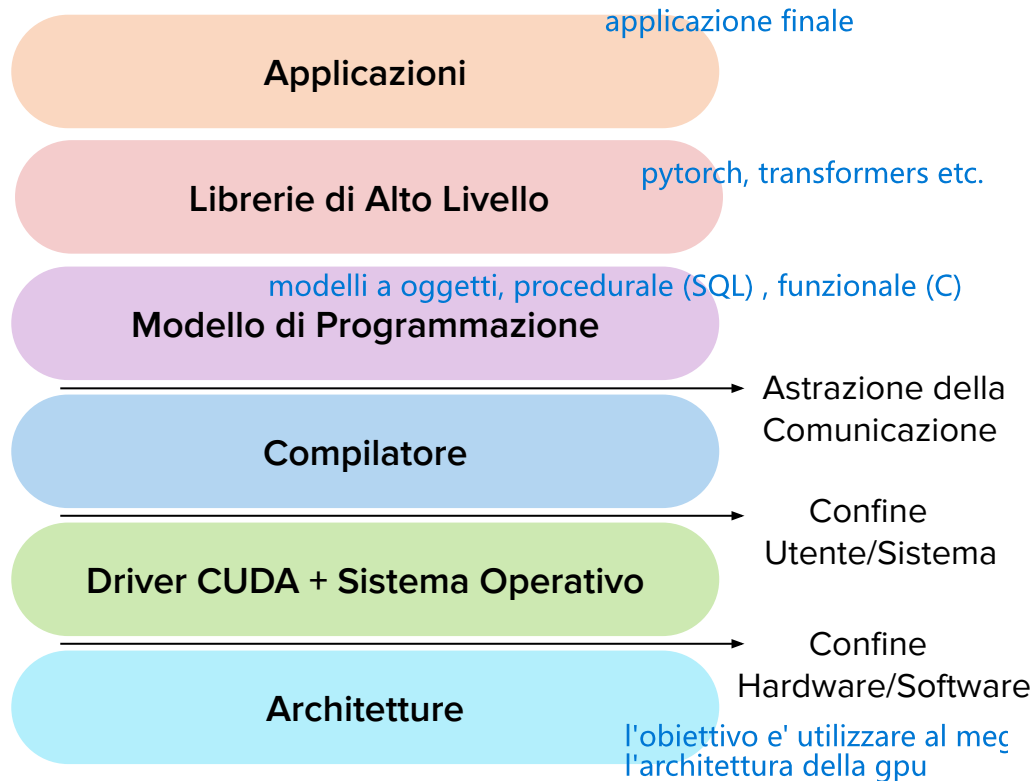 applicazione finale
Applicazioni
pytorch, transformers etc.
Librerie di Alto Livello
modelli a oggetti, procedurale (SQL) , funzionale (C)
Modello di Programmazione
Astrazione della
Comunicazione
Compilatore
Confine
Utente/Sistema
Driver CUDA + Sistema Operativo
Confine
Hardware/Software
Architetture
l'obiettivo e' utilizzare al
l'architettura della gpu